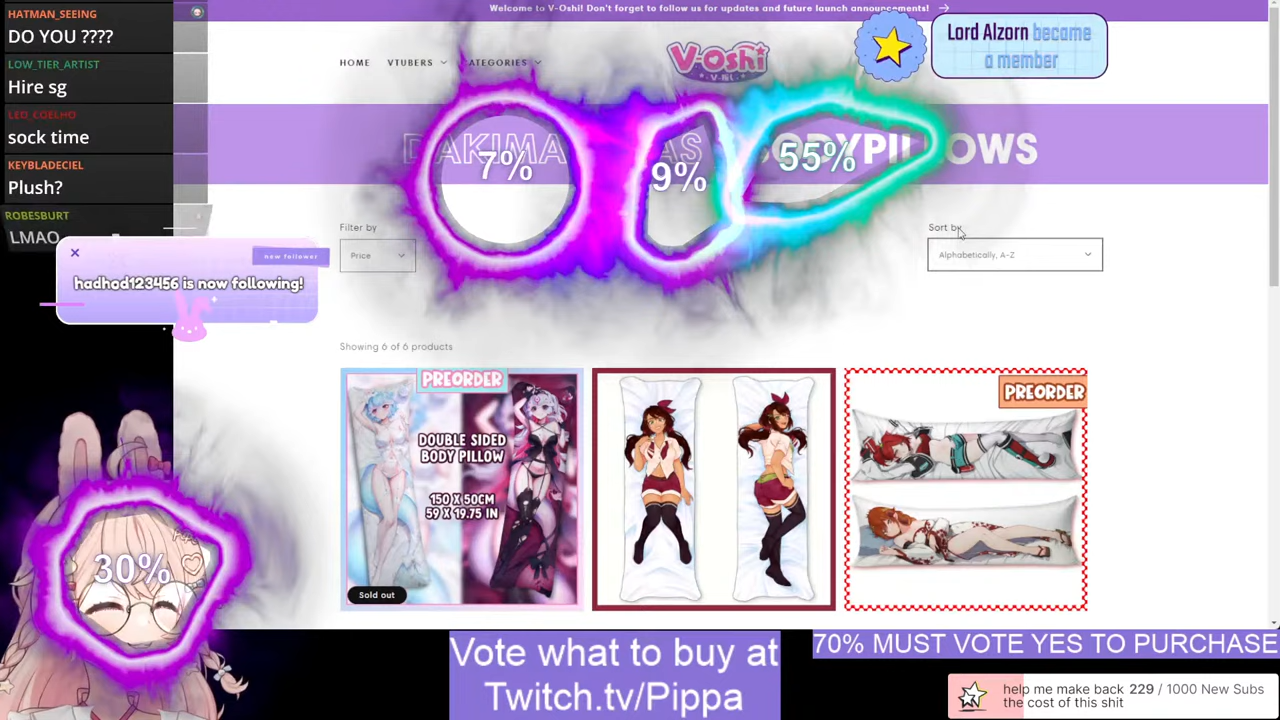 HATMAN_SEEING
DO YOU ????
LOW_TIER_ARTIST
Hire sg
LEO_COELHO
sock time
KEYBLADECIEL
Plush?
ROBESBURT
LMAO
new follower
hadhad123456 is now following!
30%
Welcome to V-Oshi! Don't forget to follow us for updates and future launch announcements!
HOME
VTUBERS
CATEGORIES
V-Oshi
Lord Alzorn became
a member
BODYPILLOWS
7%
9%
55%
Filter by
Price
Sort by
Alphabetically, A-Z
Showing 6 of 6 products
PREORDER
DOUBLE SIDED
BODY PILLOW
150 X 50CM
59 X 19.75 IN
Sold out
PREORDER
Vote what to buy at
Twitch.tv/Pippa
70% MUST VOTE YES TO PURCHASE
help me make back 229 / 1000 New Subs
the cost of this shit